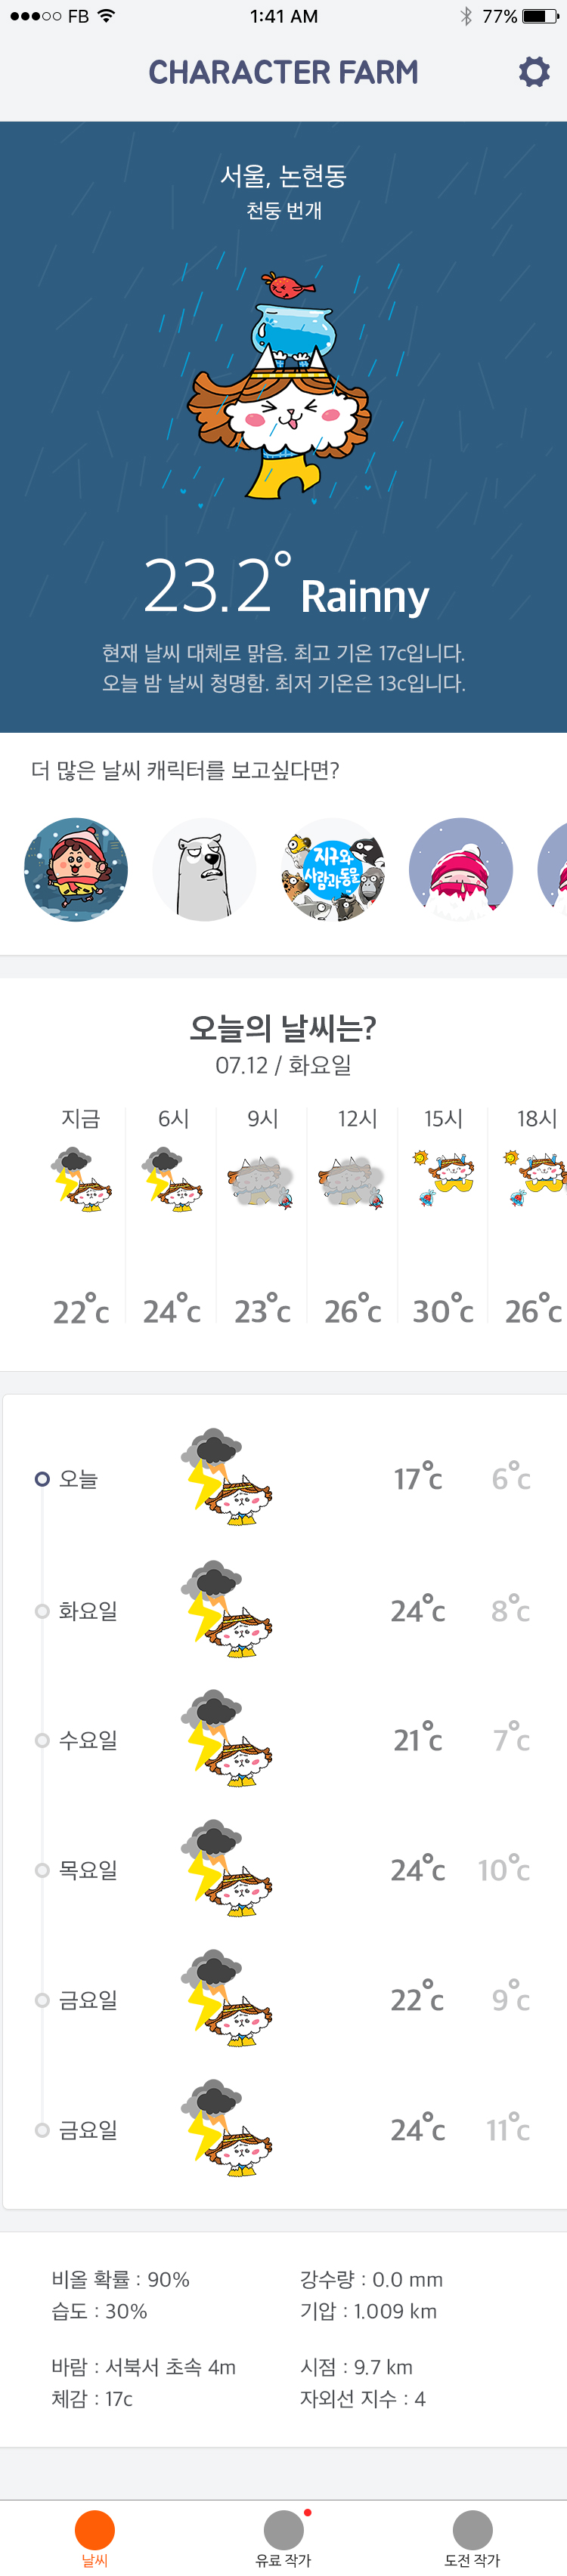 FB 1:41 AM 77%
CHARACTER FARM
서울, 논현동
천둥 번개
23.2° Rainny
현재 날씨 대체로 맑음. 최고 기온 17c입니다.
오늘 밤 날씨 청명함. 최저 기온은 13c입니다.
더 많은 날씨 캐릭터를 보고싶다면?
지구와
사랑과동물
오늘의 날씨는?
07.12 / 화요일
지금 6시 9시 12시 15시 18시
22°c 24°c 23°c 26°c 30°c 26°c
오늘 17°c 6°c
화요일 24°c 8°c
수요일 21°c 7°c
목요일 24°c 10°c
금요일 22°c 9°c
금요일 24°c 11°c
비올 확률 : 90% 강수량 : 0.0 mm
습도 : 30% 기압 : 1.009 km
바람 : 서북서 초속 4m 시점 : 9.7 km
체감 : 17c 자외선 지수 : 4
날씨 유료 작가 도전 작가